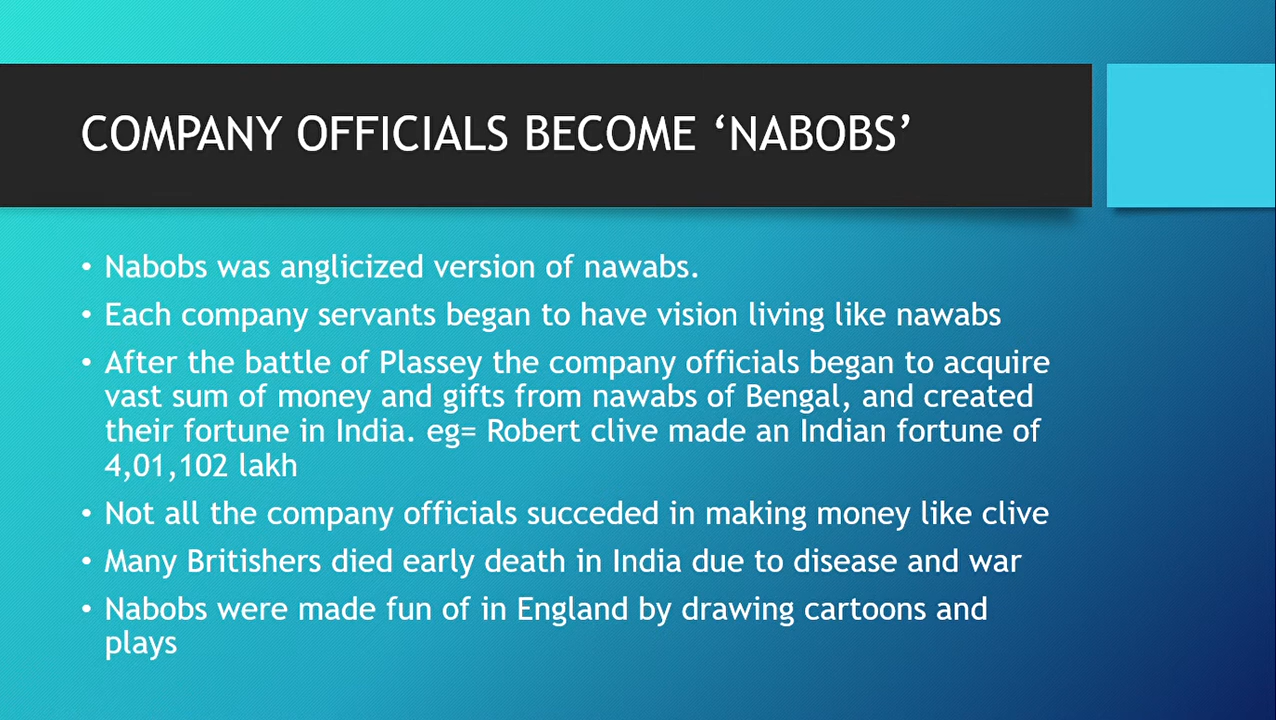 COMPANY OFFICIALS BECOME ‘NABOBS’
• Nabobs was anglicized version of nawabs.
• Each company servants began to have vision living like nawabs
• After the battle of Plassey the company officials began to acquire
vast sum of money and gifts from nawabs of Bengal, and created
their fortune in India. eg= Robert clive made an Indian fortune of
4,01,102 lakh
• Not all the company officials succeded in making money like clive
• Many Britishers died early death in India due to disease and war
• Nabobs were made fun of in England by drawing cartoons and
plays